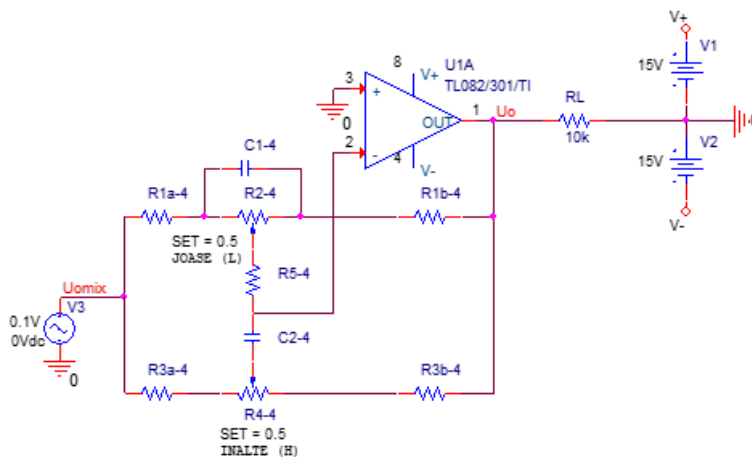 V+
U1A
TL082/301/TI
8
V+
3
+
0
2
-
OUT
1
Uo
4
V-
RL
10k
15V
V1
V2
15V
V-
C1-4
R1a-4
R2-4
R1b-4
SET = 0.5
JOASE (L)
R5-4
Uomix
V3
0.1V
0Vdc
0
C2-4
R3a-4
R3b-4
R4-4
SET = 0.5
INALTE (H)